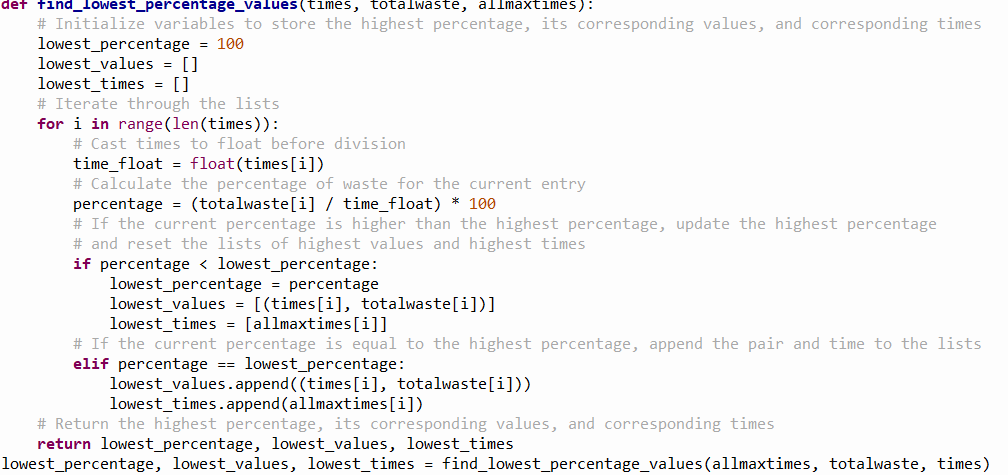 def find_lowest_percentage_values(times, totalwaste, allmaxtimes):
    # Initialize variables to store the highest percentage, its corresponding values, and corresponding times
    lowest_percentage = 100
    lowest_values = []
    lowest_times = []
    # Iterate through the lists
    for i in range(len(times)):
        # Cast times to float before division
        time_float = float(times[i])
        # Calculate the percentage of waste for the current entry
        percentage = (totalwaste[i] / time_float) * 100
        # If the current percentage is higher than the highest percentage, update the highest percentage
        # and reset the lists of highest values and highest times
        if percentage < lowest_percentage:
            lowest_percentage = percentage
            lowest_values = [(times[i], totalwaste[i])]
            lowest_times = [allmaxtimes[i]]
        # If the current percentage is equal to the highest percentage, append the pair and time to the lists
        elif percentage == lowest_percentage:
            lowest_values.append((times[i], totalwaste[i]))
            lowest_times.append(allmaxtimes[i])
    # Return the highest percentage, its corresponding values, and corresponding times
    return lowest_percentage, lowest_values, lowest_times
lowest_percentage, lowest_values, lowest_times = find_lowest_percentage_values(allmaxtimes, totalwaste, times)